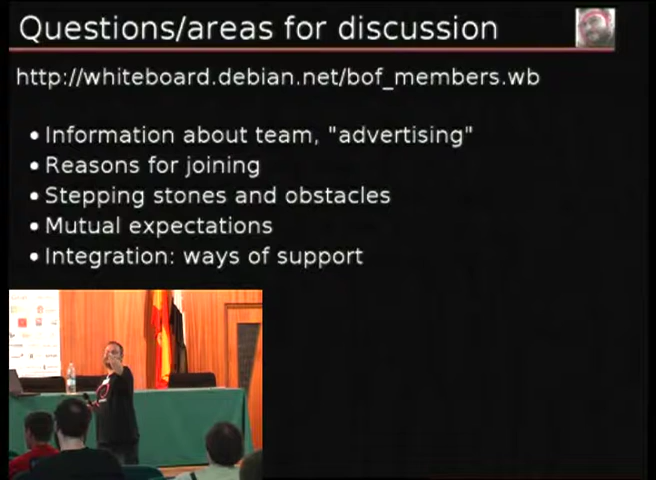 Questions/areas for discussion
http://whiteboard.debian.net/bof_members.wb
• Information about team, "advertising"
• Reasons for joining
• Stepping stones and obstacles
• Mutual expectations
• Integration: ways of support